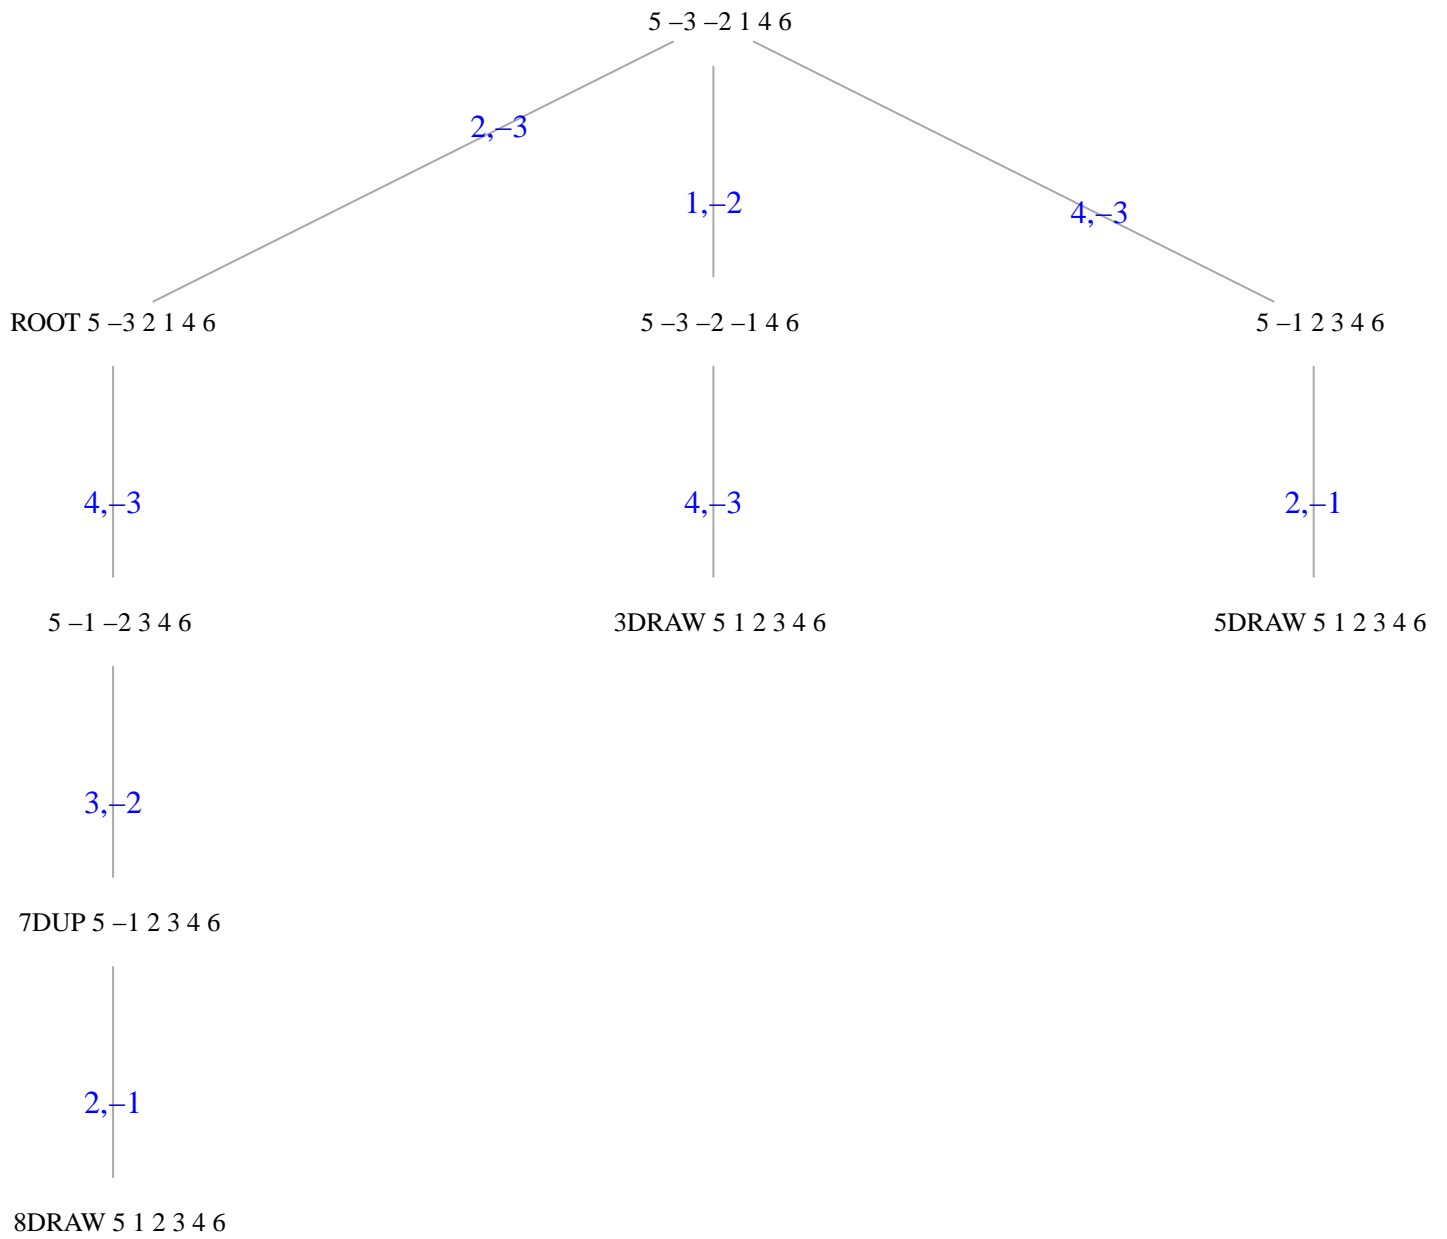 5 –3 –2 1 4 6
2,–3
1,–2
4,–3
ROOT 5 –3 2 1 4 6
5 –3 –2 –1 4 6
5 –1 2 3 4 6
4,–3
4,–3
2,–1
5 –1 –2 3 4 6
3DRAW 5 1 2 3 4 6
5DRAW 5 1 2 3 4 6
3,–2
7DUP 5 –1 2 3 4 6
2,–1
8DRAW 5 1 2 3 4 6